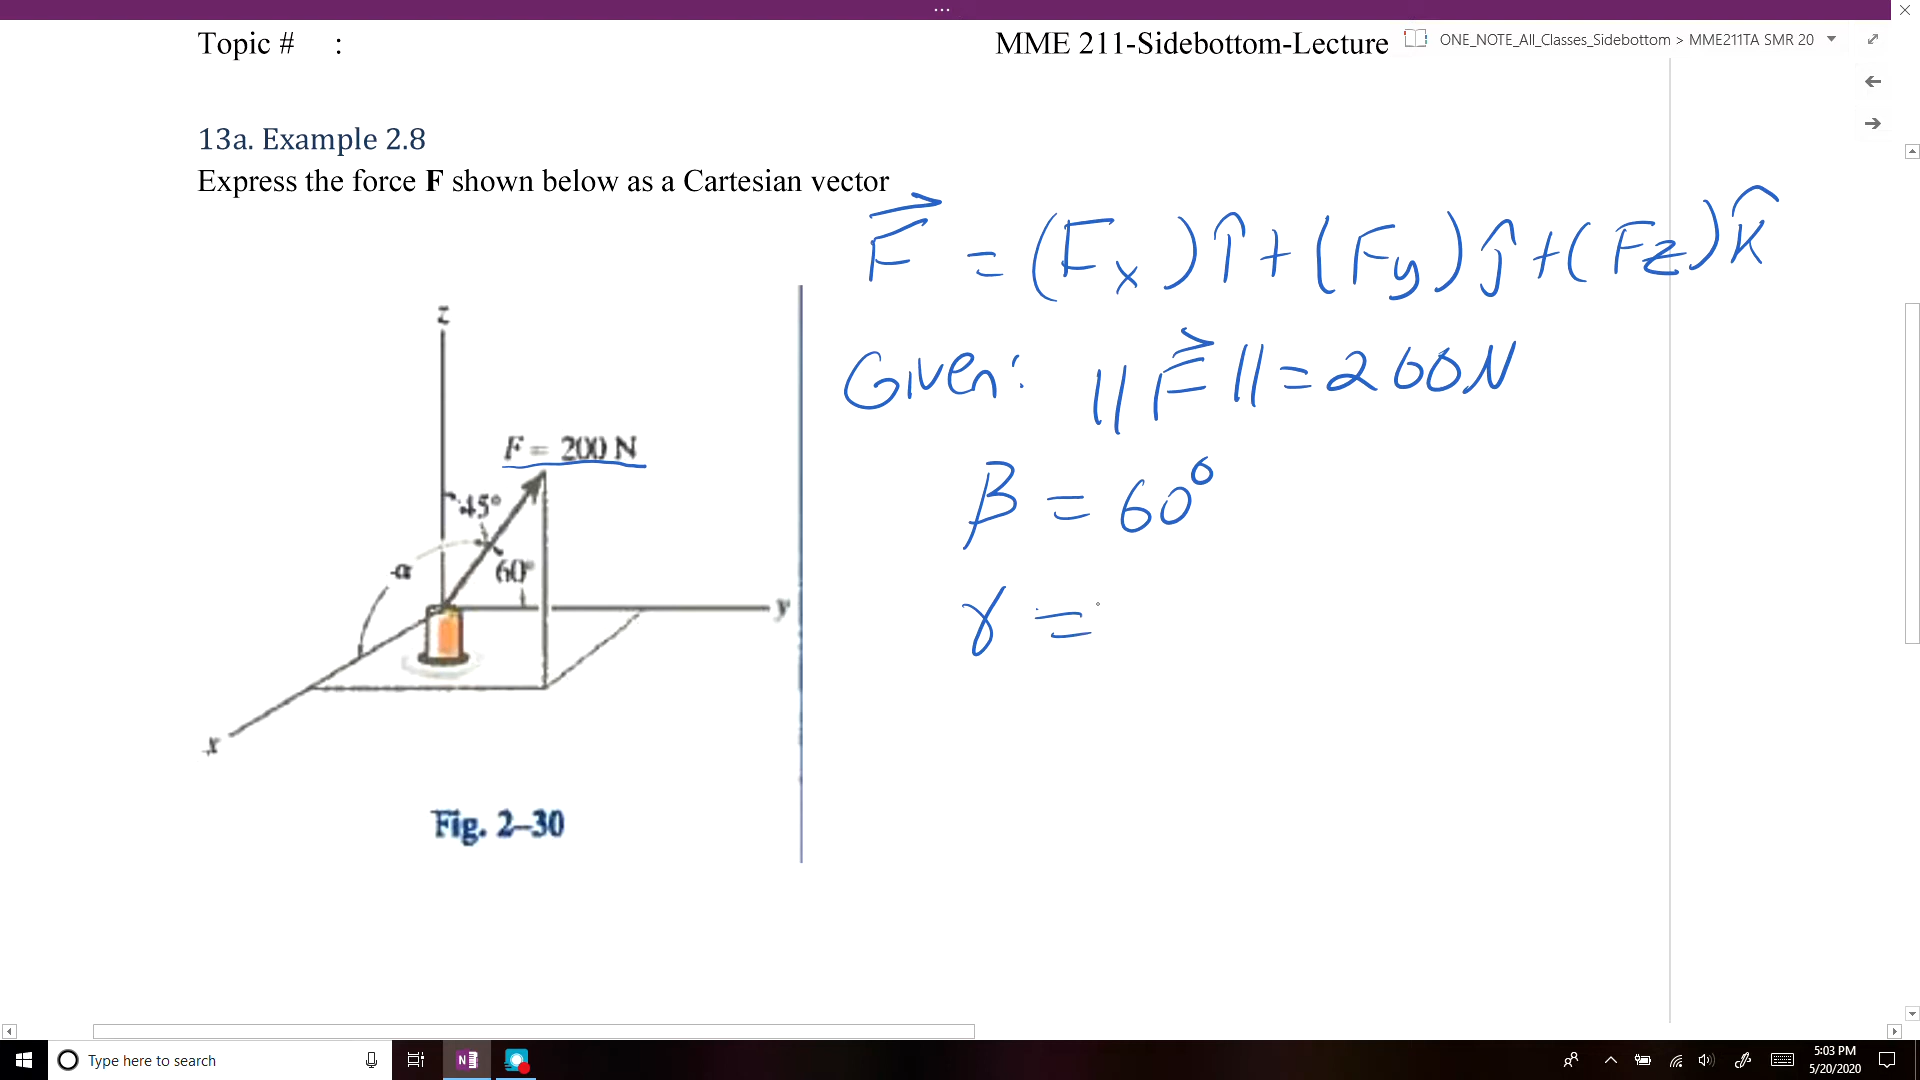 ...
Topic # :
MME 211-Sidebottom-Lecture
ONE_NOTE_All_Classes_Sidebottom > MME211TA SMR 20
13a. Example 2.8
Express the force F shown below as a Cartesian vector
F⃗ = (Fx) î + (Fy) ĵ + (Fz) k̂
Given: ||F⃗|| = 200N
β = 60°
γ =
z
F = 200 N
45°
α
60°
y
x
Fig. 2–30
Type here to search
N
5:03 PM
5/20/2020